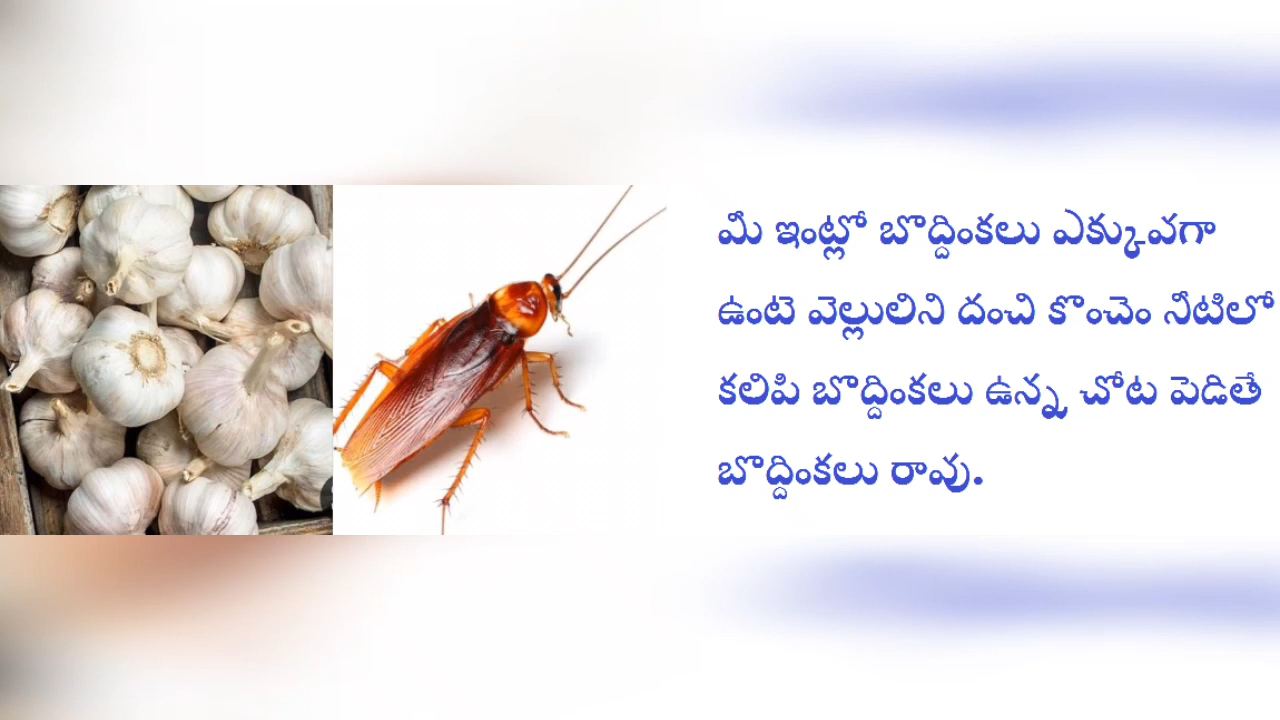 మీ ఇంట్లో బొద్దింకలు ఎక్కువగా
ఉంటె వెల్లులిని దంచి కొంచెం నీటిలో
కలిపి బొద్దింకలు ఉన్న చోట పెడితే
బొద్దింకలు రావు.